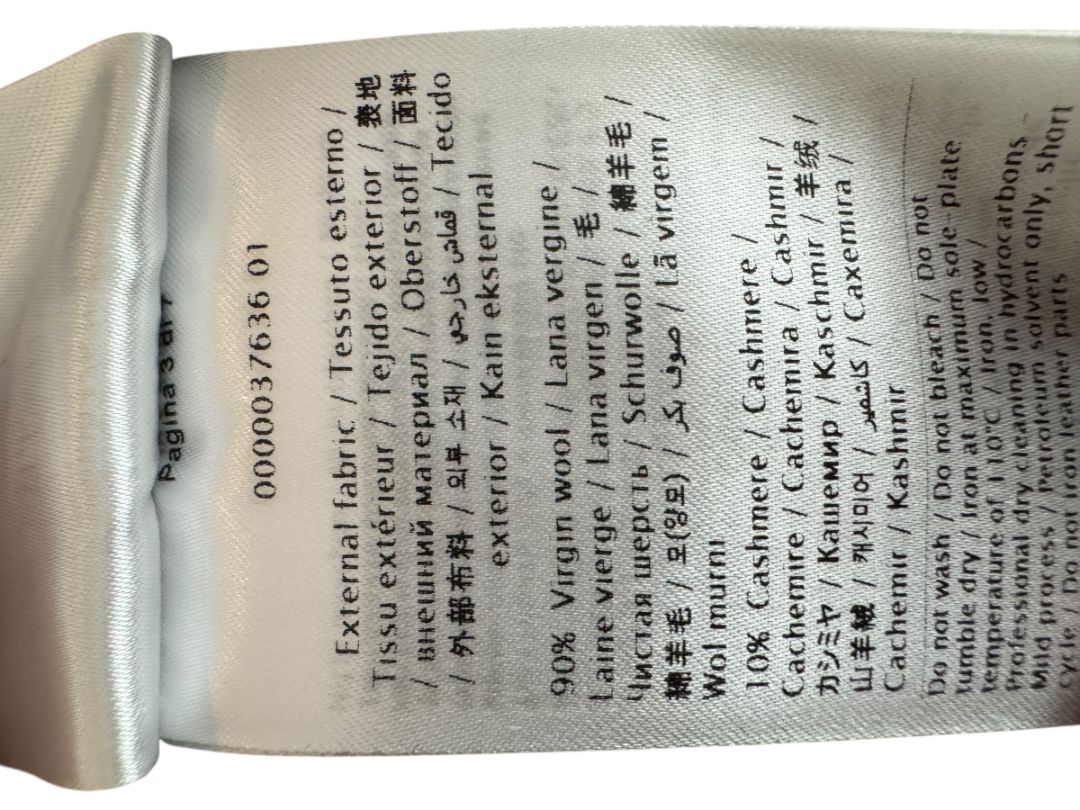 Pagina 3 di
0000037636 01
External fabric / Tessuto esterno /
Tissu extérieur / Tejido exterior / 表地
/ внешний материал / Oberstoff / 面料
/ 外部布料 / 외부 소재 / قماش خارجي / Tecido
exterior / Kain eksternal
90% Virgin wool / Lana vergine /
Laine vierge / Lana virgen / 毛 /
Чистая шерсть / Schurwolle / 綿羊毛 /
綿羊毛 / 모(양모) / صوف بكر / Lã virgem /
Wol murni
10% Cashmere / Cashmere /
Cachemire / Cachemira / Cashmir /
カシミヤ / Кашемир / Kaschmir / 羊绒 /
山羊絨 / 캐시미어 / كاشمير / Caxemira /
Cachemir / Kashmir
Do not wash / Do not bleach / Do not
tumble dry / Iron at maximum sole-plate
temperature of 110°C / Iron, low /
Professional dry cleaning in hydrocarbons -
Mild process / Petroleum solvent only, short
cycle / Do not iron leather parts